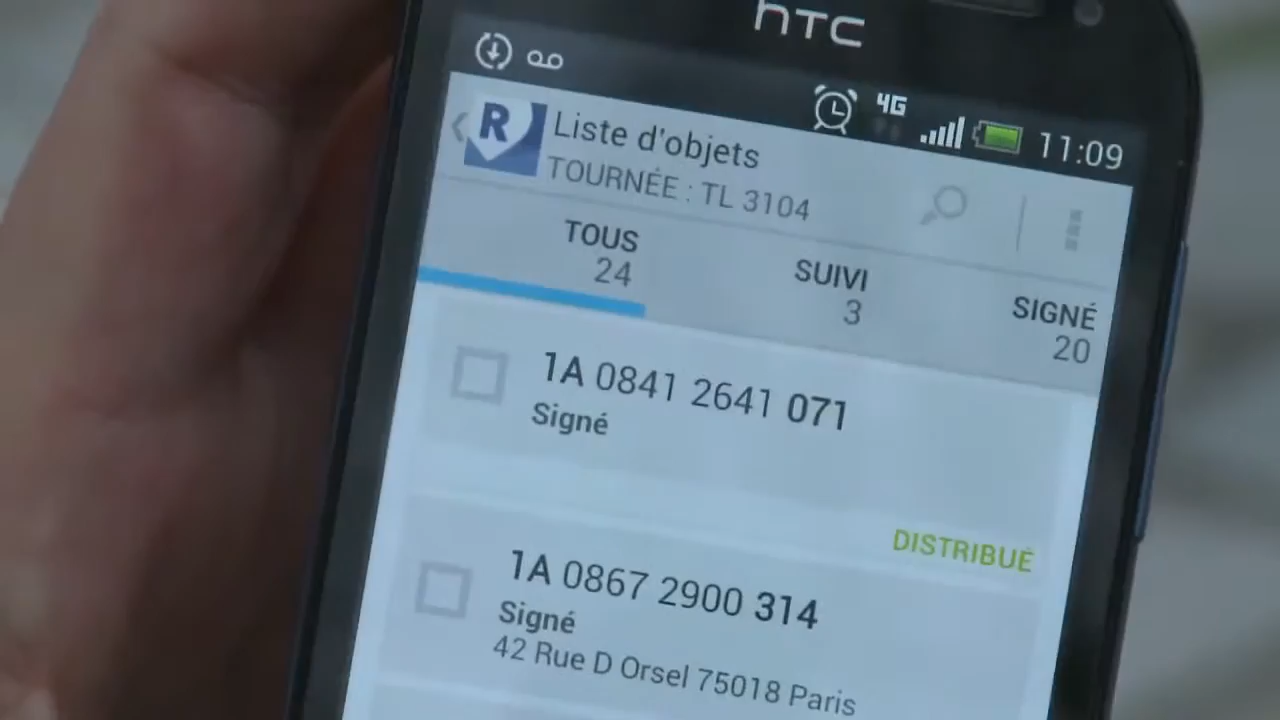 hTC
4G
11:09
R
Liste d'objets
TOURNÉE : TL 3104
TOUS
24
SUIVI
3
SIGNÉ
20
1A 0841 2641 071
Signé
DISTRIBUÉ
1A 0867 2900 314
Signé
42 Rue D Orsel 75018 Paris